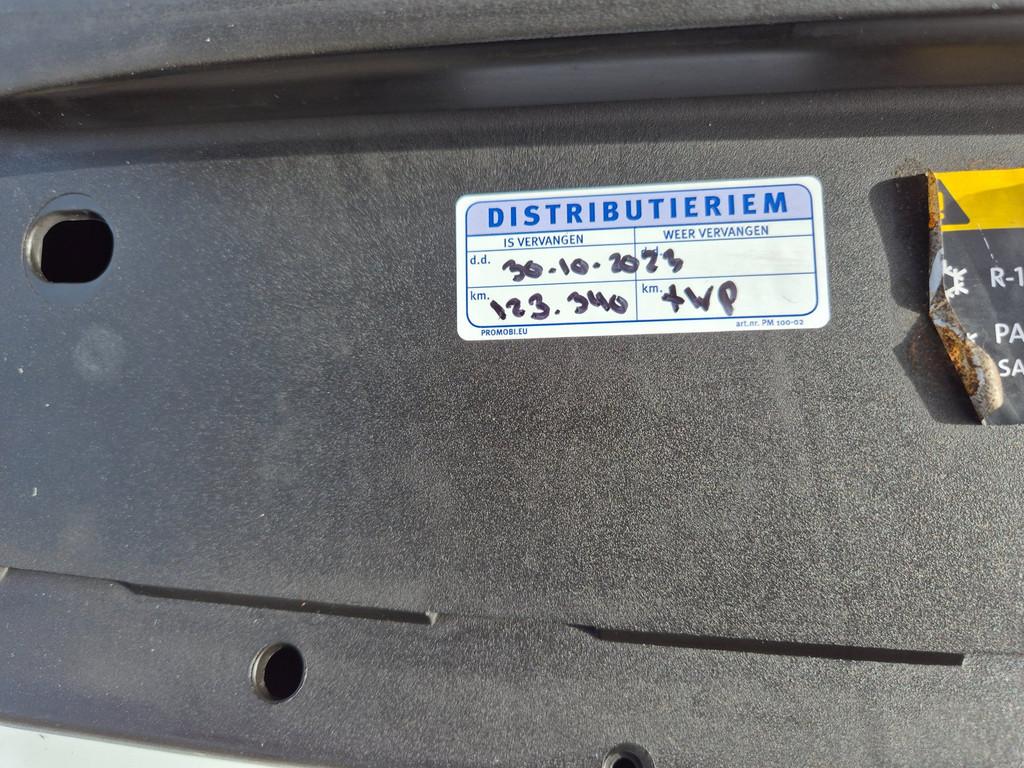 DISTRIBUTIERIEM
IS VERVANGEN WEER VERVANGEN
d.d. 30-10-2023
km. 123.340 km. +WP
PROMOBI.EU art.nr. PM 100-02
R-1
PA
SA